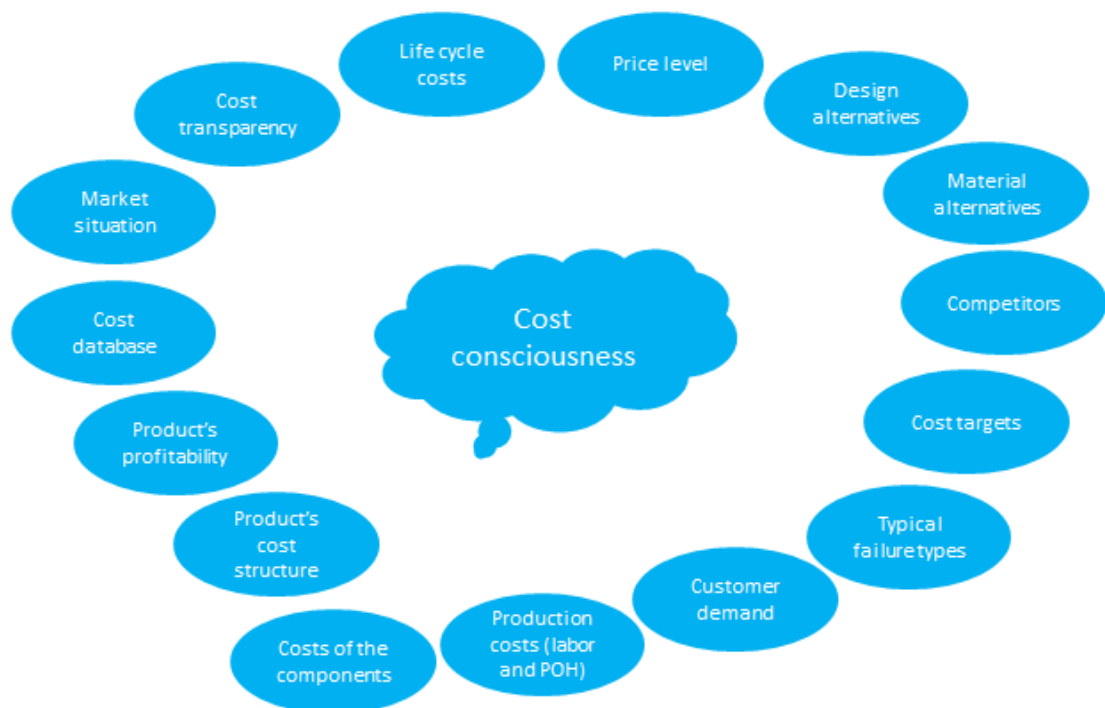 Life cycle
costs
Price level
Design
alternatives
Material
alternatives
Competitors
Cost targets
Typical
failure types
Customer
demand
Production
costs (labor
and POH)
Costs of the
components
Product's
cost
structure
Product's
profitability
Cost
database
Market
situation
Cost
transparency
Cost
consciousness